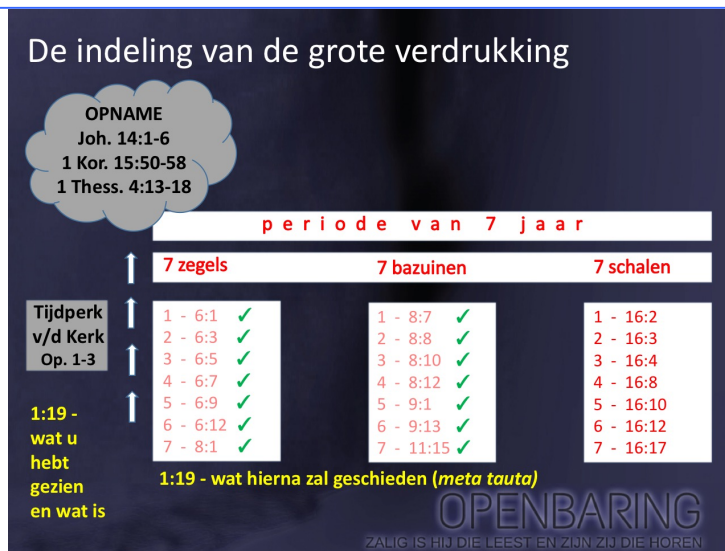 De indeling van de grote verdrukking
OPNAME
Joh. 14:1-6
1 Kor. 15:50-58
1 Thess. 4:13-18
periode van 7 jaar
7 zegels
7 bazuinen
7 schalen
Tijdperk
v/d Kerk
Op. 1-3
1 - 6:1 ✓
2 - 6:3 ✓
3 - 6:5 ✓
4 - 6:7 ✓
5 - 6:9 ✓
6 - 6:12 ✓
7 - 8:1 ✓
1 - 8:7 ✓
2 - 8:8 ✓
3 - 8:10 ✓
4 - 8:12 ✓
5 - 9:1 ✓
6 - 9:13 ✓
7 - 11:15 ✓
1 - 16:2
2 - 16:3
3 - 16:4
4 - 16:8
5 - 16:10
6 - 16:12
7 - 16:17
1:19 -
wat u
hebt
gezien
en wat is
1:19 - wat hierna zal geschieden (meta tauta)
OPENBARING
ZALIG IS HIJ DIE LEEST EN ZIJN ZIJ DIE HOREN